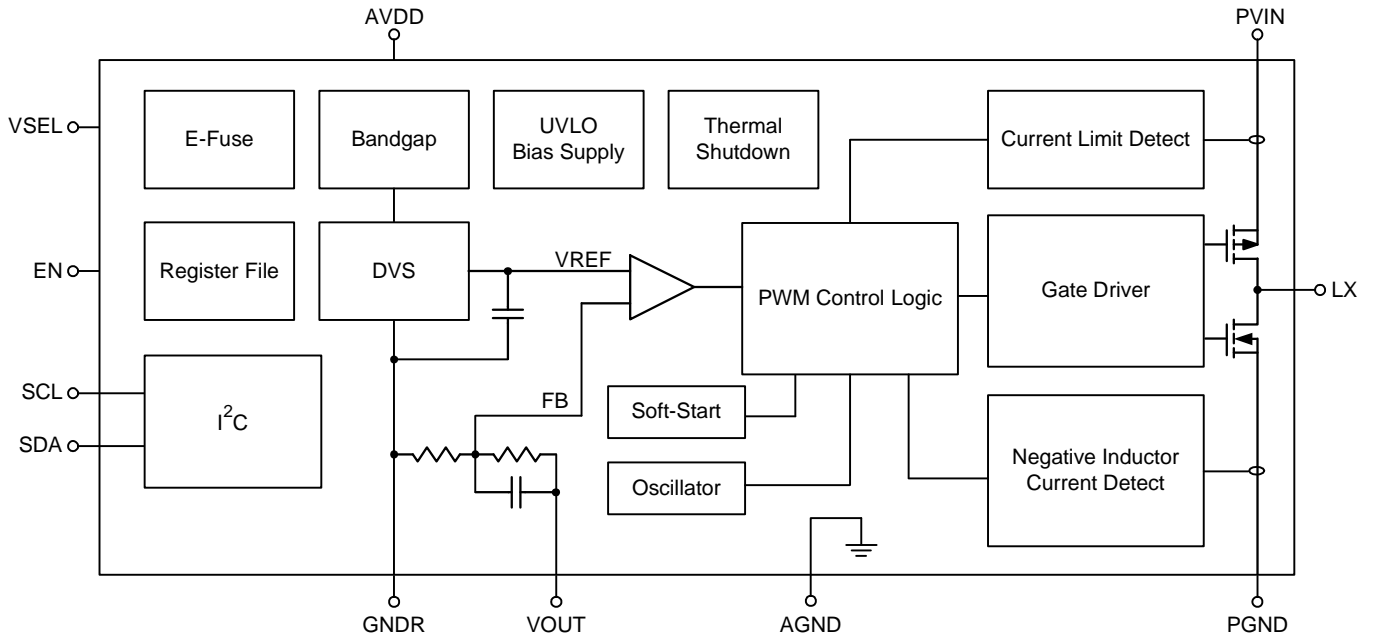 AVDD
PVIN
VSEL
E-Fuse
Bandgap
UVLO
Bias Supply
Thermal
Shutdown
Current Limit Detect
EN
Register File
DVS
VREF
PWM Control Logic
Gate Driver
LX
SCL
SDA
I²C
FB
Soft-Start
Oscillator
Negative Inductor
Current Detect
GNDR
VOUT
AGND
PGND